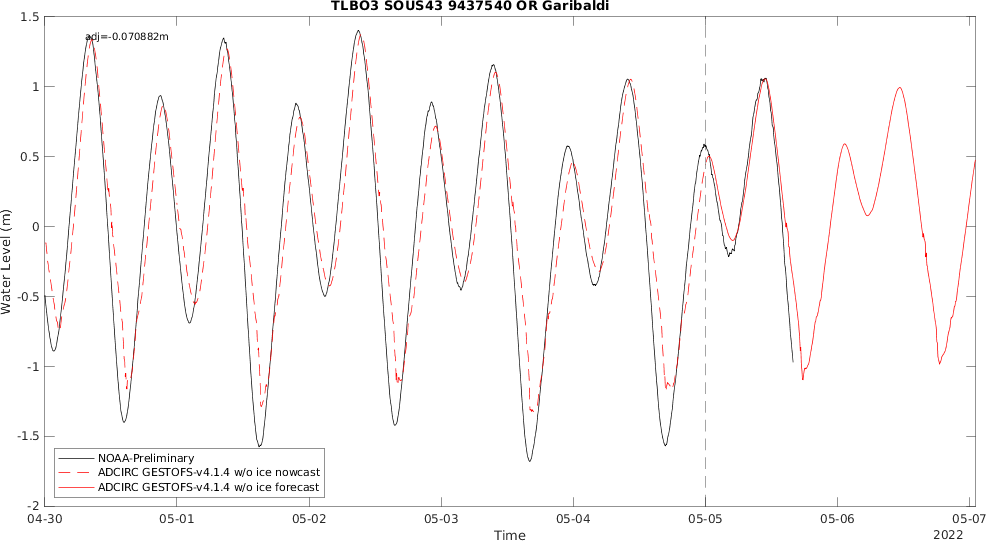 TLBO3 SOUS43 9437540 OR Garibaldi
adj=-0.070882m
1.5
1
0.5
0
-0.5
-1
-1.5
-2
Water Level (m)
NOAA-Preliminary
ADCIRC GESTOFS-v4.1.4 w/o ice nowcast
ADCIRC GESTOFS-v4.1.4 w/o ice forecast
04-30 05-01 05-02 05-03 05-04 05-05 05-06 05-07
Time
2022